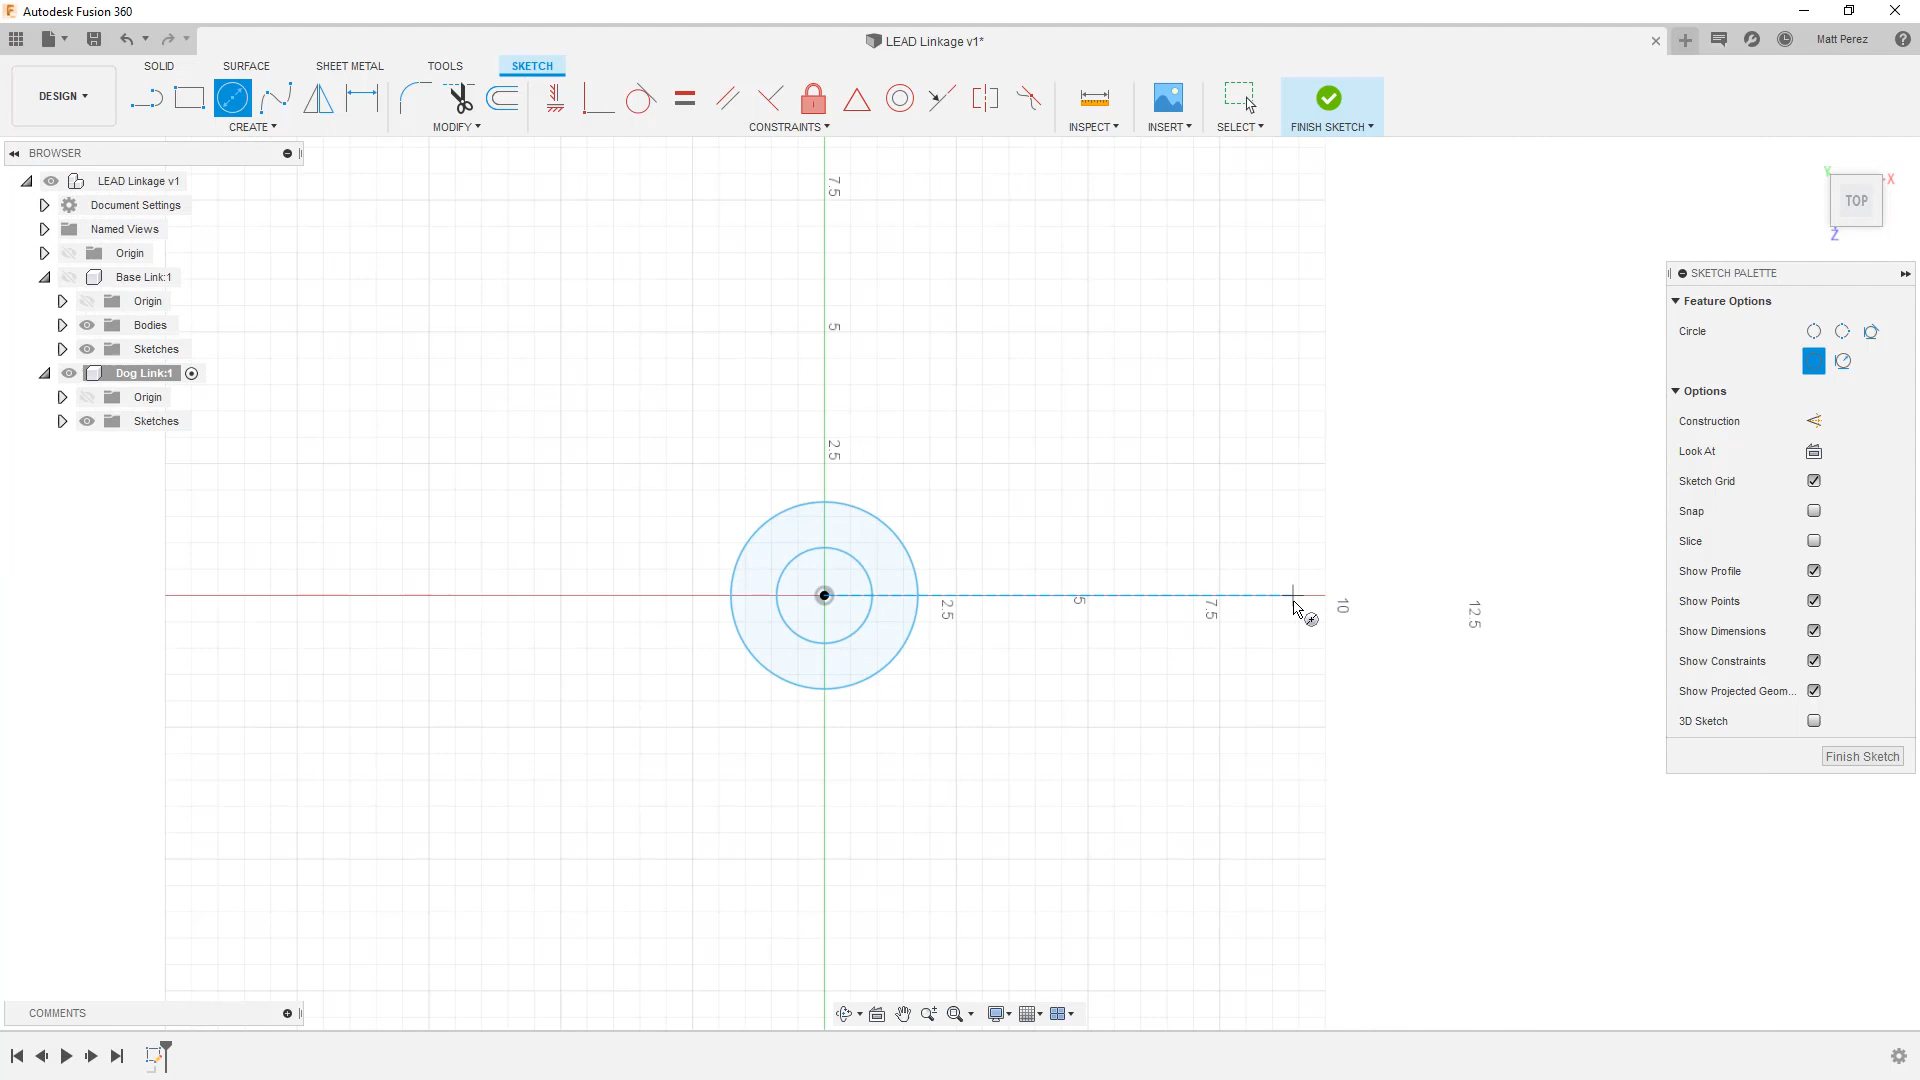 Autodesk Fusion 360
LEAD Linkage v1*
Matt Perez
SOLID
SURFACE
SHEET METAL
TOOLS
SKETCH
DESIGN
CREATE
MODIFY
CONSTRAINTS
INSPECT
INSERT
SELECT
FINISH SKETCH
BROWSER
LEAD Linkage v1
Document Settings
Named Views
Origin
Base Link:1
Origin
Bodies
Sketches
Dog Link:1
Origin
Sketches
7.5
5
2.5
2.5
5
7.5
10
12.5
Y
X
TOP
Z
SKETCH PALETTE
Feature Options
Circle
Options
Construction
Look At
Sketch Grid
Snap
Slice
Show Profile
Show Points
Show Dimensions
Show Constraints
Show Projected Geom...
3D Sketch
Finish Sketch
COMMENTS